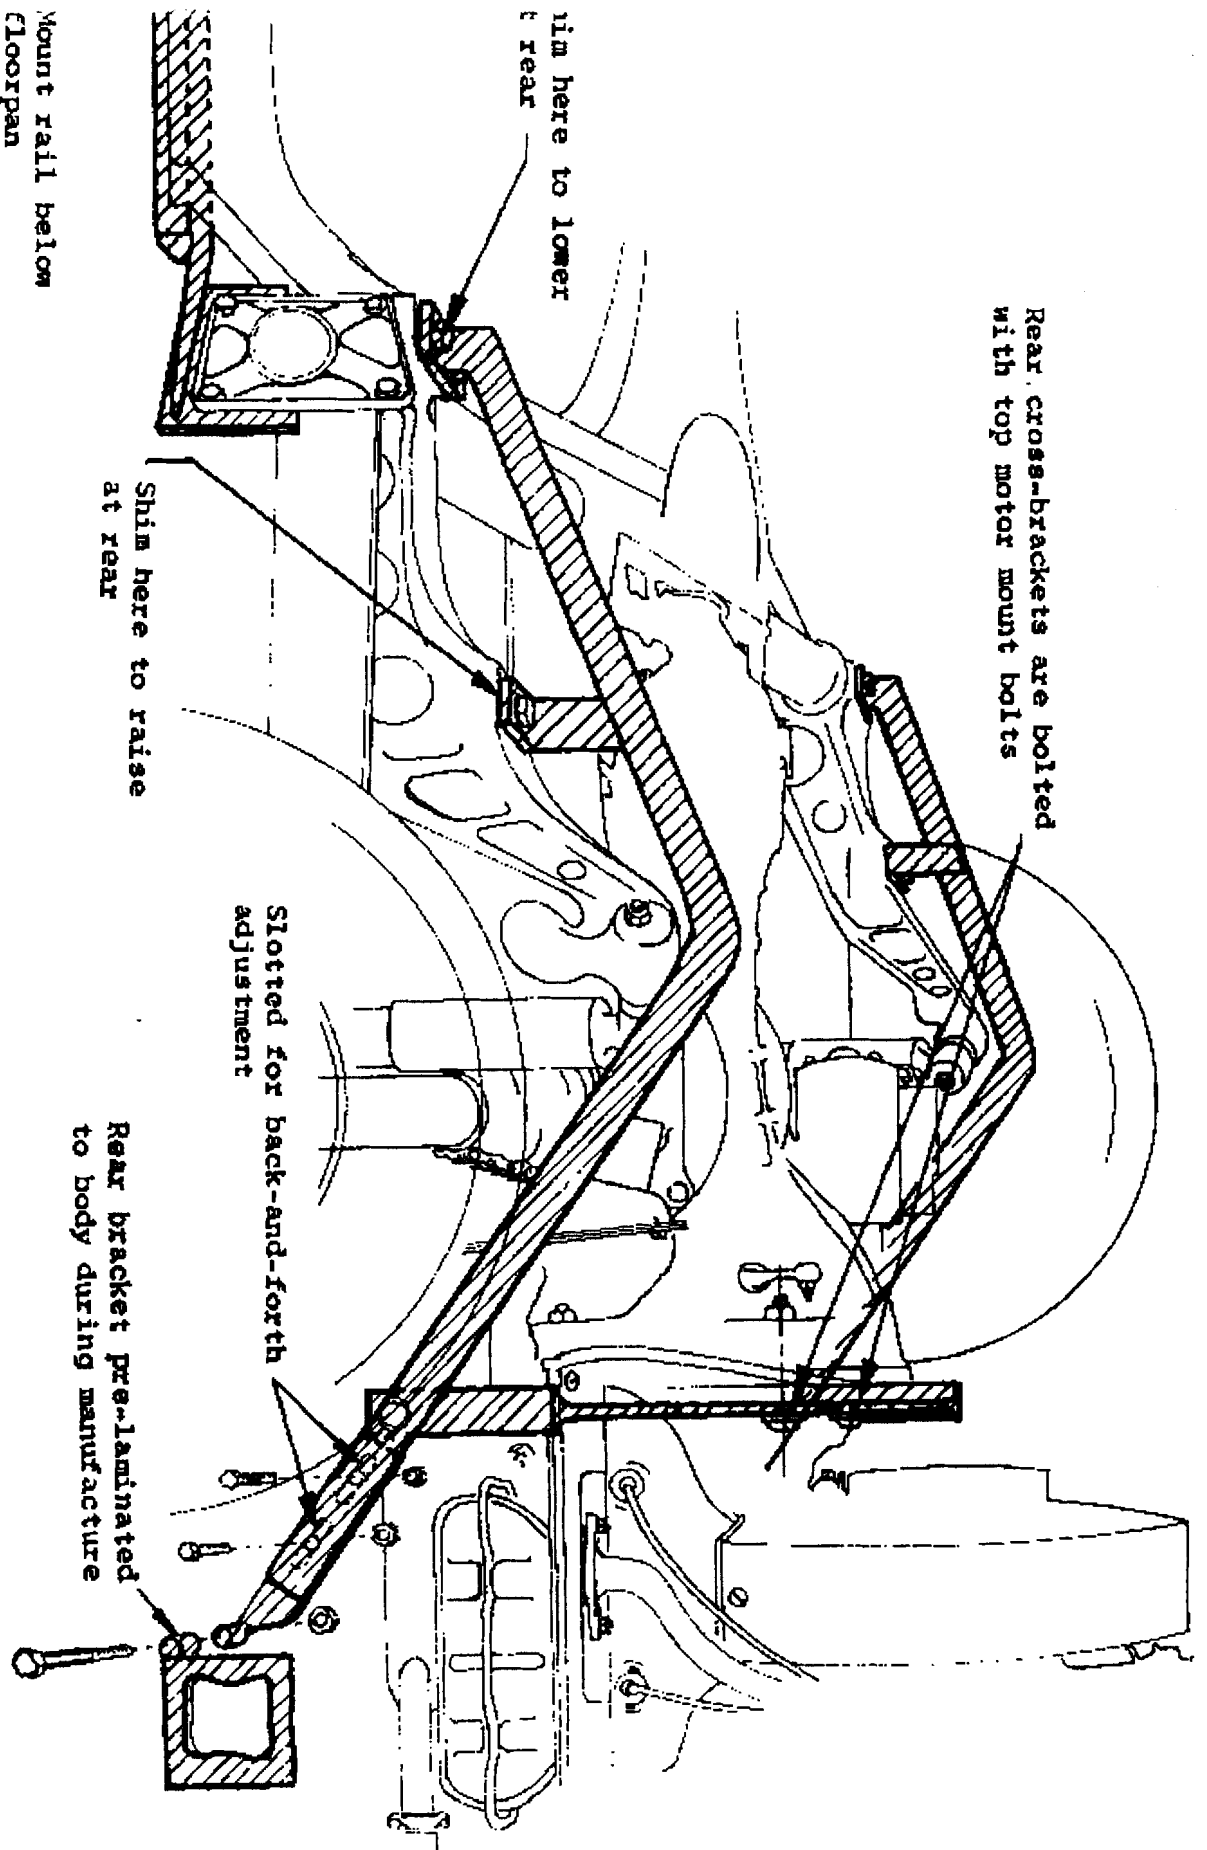 Rear cross-brackets are bolted
with top motor mount bolts
here to lower
rear
Mount rail below
floorpan
Shim here to raise
at rear
Slotted for back-and-forth
adjustment
Rear bracket pre-laminated
to body during manufacture